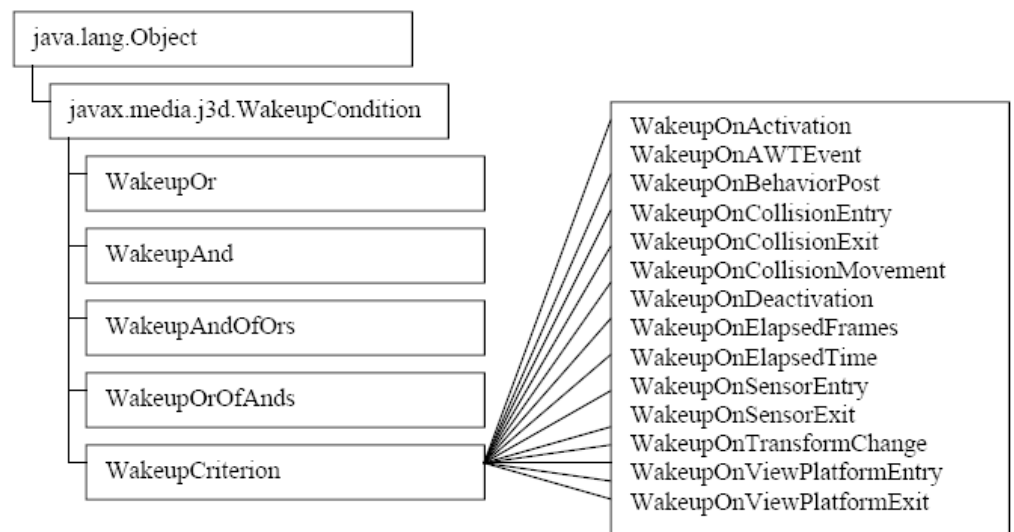 java.lang.Object
javax.media.j3d.WakeupCondition
WakeupOr
WakeupAnd
WakeupAndOfOrs
WakeupOrOfAnds
WakeupCriterion
WakeupOnActivation
WakeupOnAWTEvent
WakeupOnBehaviorPost
WakeupOnCollisionEntry
WakeupOnCollisionExit
WakeupOnCollisionMovement
WakeupOnDeactivation
WakeupOnElapsedFrames
WakeupOnElapsedTime
WakeupOnSensorEntry
WakeupOnSensorExit
WakeupOnTransformChange
WakeupOnViewPlatformEntry
WakeupOnViewPlatformExit